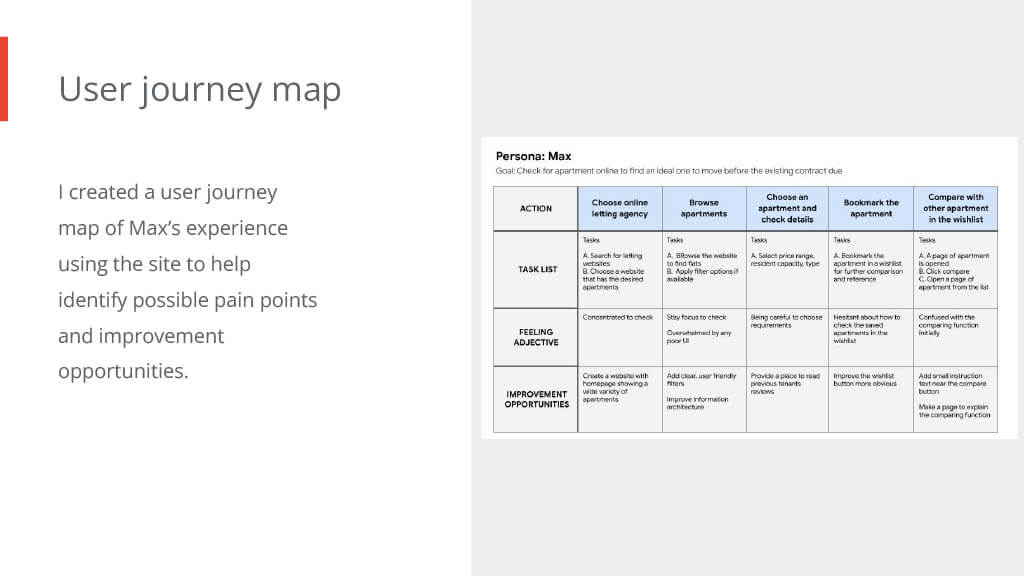 User journey map
I created a user journey
map of Max’s experience
using the site to help
identify possible pain points
and improvement
opportunities.
Persona: Max
Goal: Check for apartment online to find an ideal one to move before the existing contract due
ACTION
Choose online
letting agency
Browse
apartments
Choose an
apartment and
check details
Bookmark the
apartment
Compare with
other apartment
in the wishlist
TASK LIST
Tasks
A. Search for letting
websites
B. Choose a website
that has the desired
apartments
Tasks
A. BRowse the website
to find flats
B. Apply filter options if
available
Tasks
A. Select price range,
resident capacity, type
Tasks
A. Bookmark the
apartment in a wishlist
for further comparison
and reference
Tasks
A. A page of apartment
is opened
B. Click compare
C. Open a page of
apartment from the list
FEELING
ADJECTIVE
Concentrated to check
Stay focus to check
Overwhelmed by any
poor UI
Being careful to choose
requirements
Hesitant about how to
check the saved
apartments in the
wishlist
Confused with the
comparing function
initially
IMPROVEMENT
OPPORTUNITIES
Create a website with
homepage showing a
wide variety of
apartments
Add clear, user friendly
filters
Improve information
architecture
Provide a place to read
previous tenants
reviews
Improve the wishlist
button more obvious
Add small instruction
text near the compare
button
Make a page to explain
the comparing function